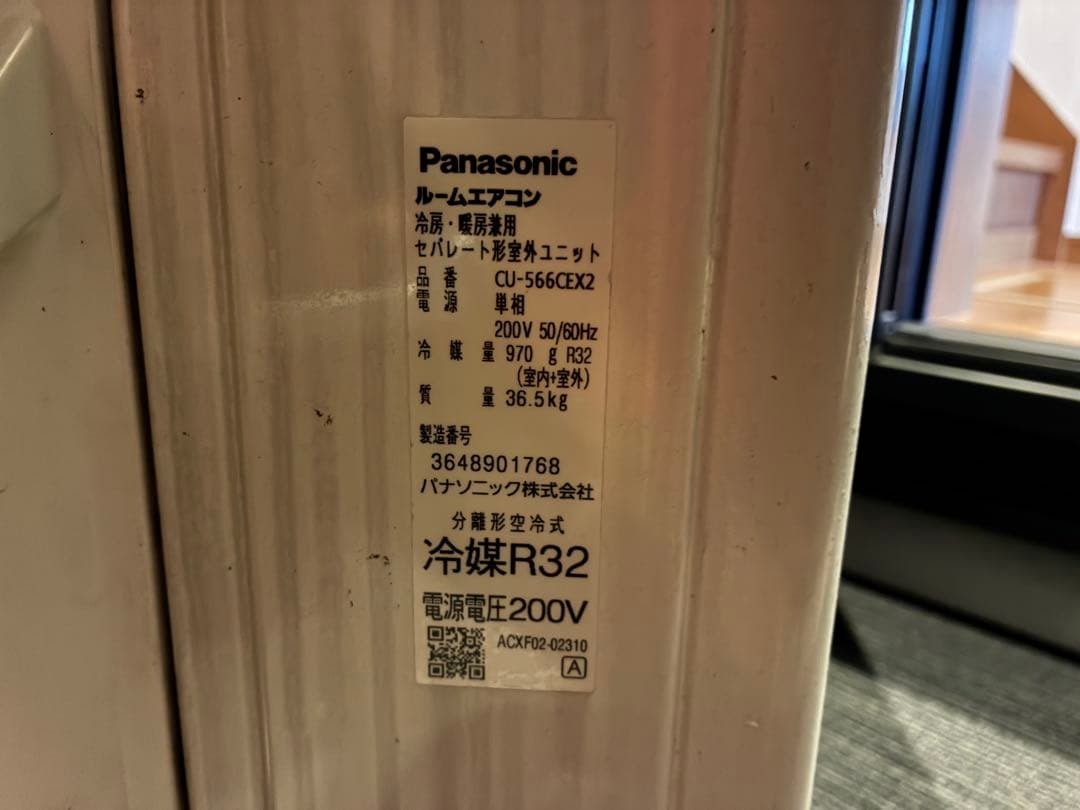 Panasonic
ルームエアコン
冷房・暖房兼用
セパレート形室外ユニット
品番 CU-566CEX2
電源 単相
200V 50/60Hz
冷媒量 970 g R32
(室内+室外)
質量 36.5kg
製造番号
3648901768
パナソニック株式会社
分離形空冷式
冷媒R32
電源電圧200V
ACXF02-02310
A